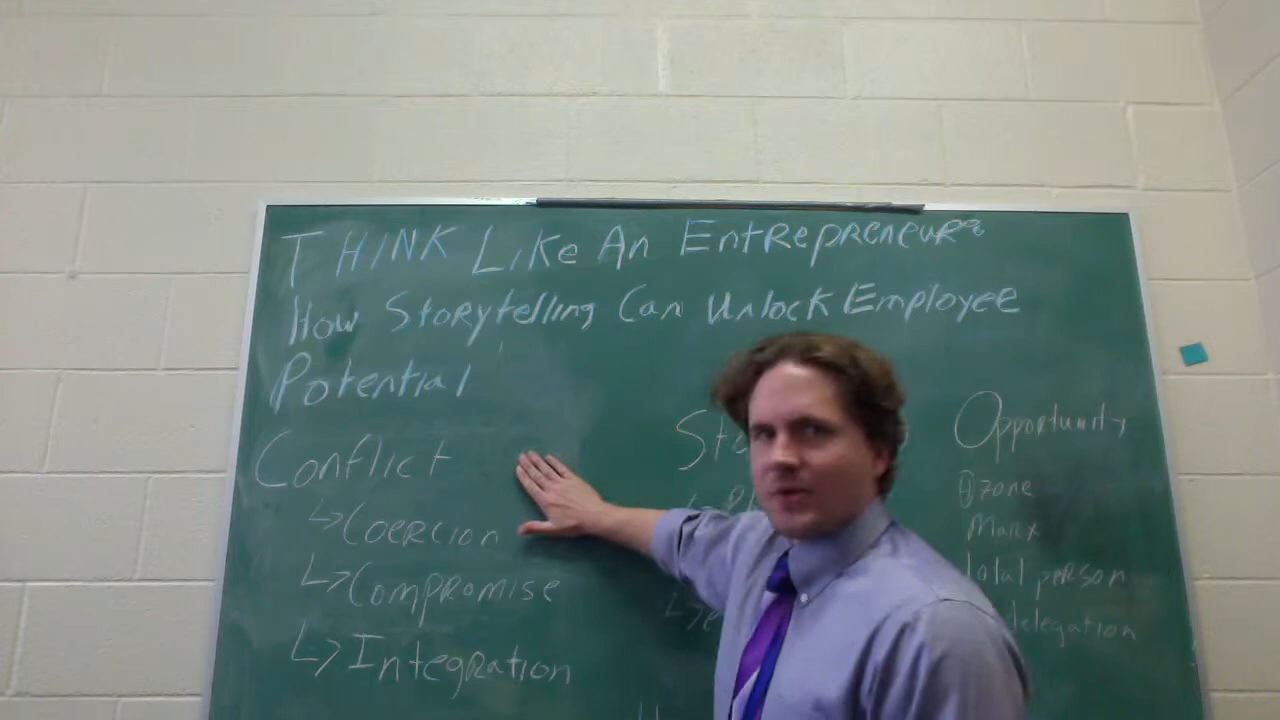 THINK Like An Entrepreneur:
How Storytelling Can Unlock Employee
Potential
Conflict
↳Coercion
↳Compromise
↳Integration
Opportunity
zone
Marx
total person
delegation